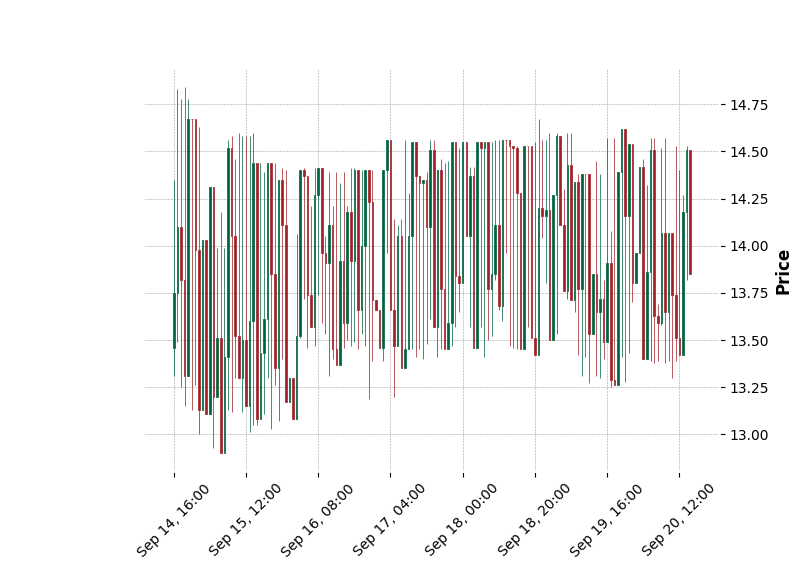 14.75
14.50
14.25
14.00
13.75
13.50
13.25
13.00
Price
Sep 14, 16:00
Sep 15, 12:00
Sep 16, 08:00
Sep 17, 04:00
Sep 18, 00:00
Sep 18, 20:00
Sep 19, 16:00
Sep 20, 12:00